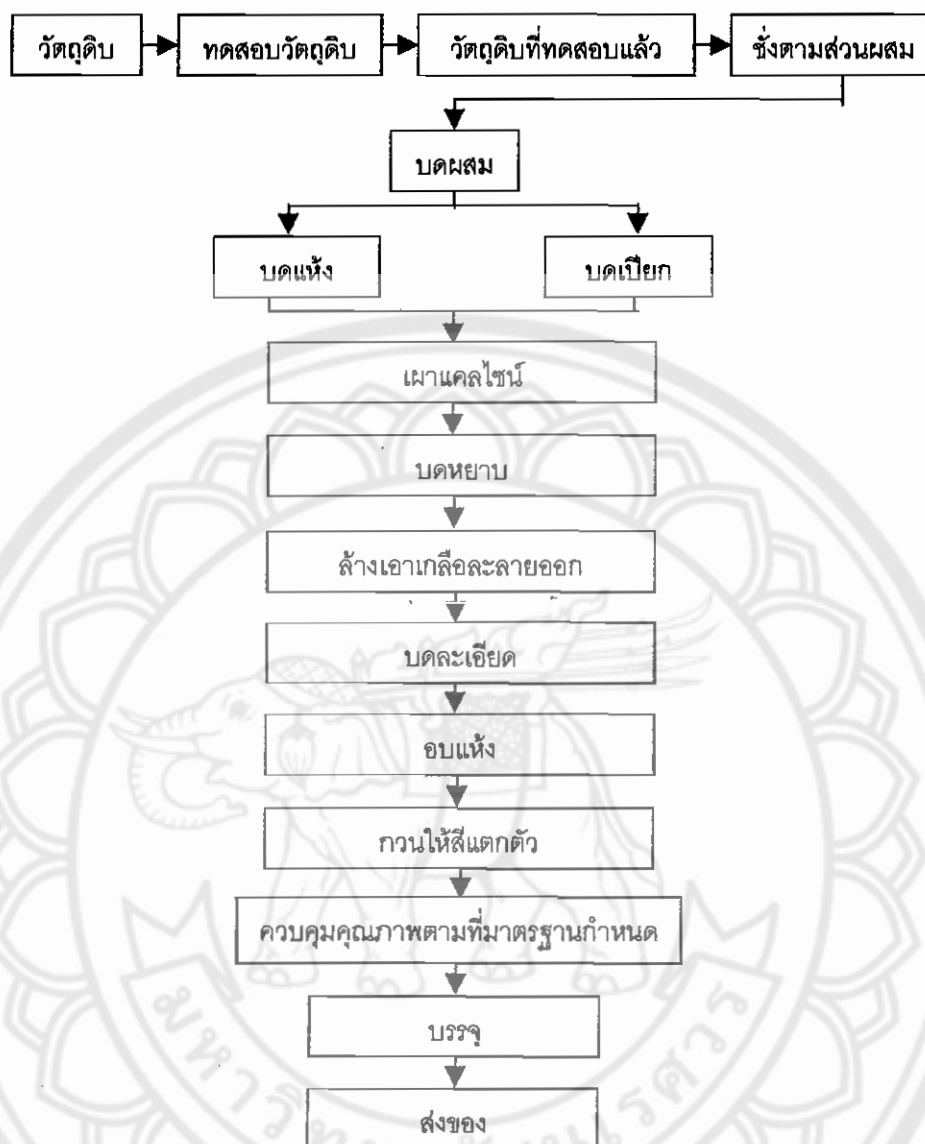 วัตถุดิบ
ทดสอบวัตถุดิบ
วัตถุดิบที่ทดสอบแล้ว
ชั่งตามส่วนผสม
บดผสม
บดแห้ง
บดเปียก
เผาแคลไซน์
บดหยาบ
ล้างเอาเกลือละลายออก
บดละเอียด
อบแห้ง
กวนให้สีแตกตัว
ควบคุมคุณภาพตามที่มาตรฐานกำหนด
บรรจุ
ส่งของ